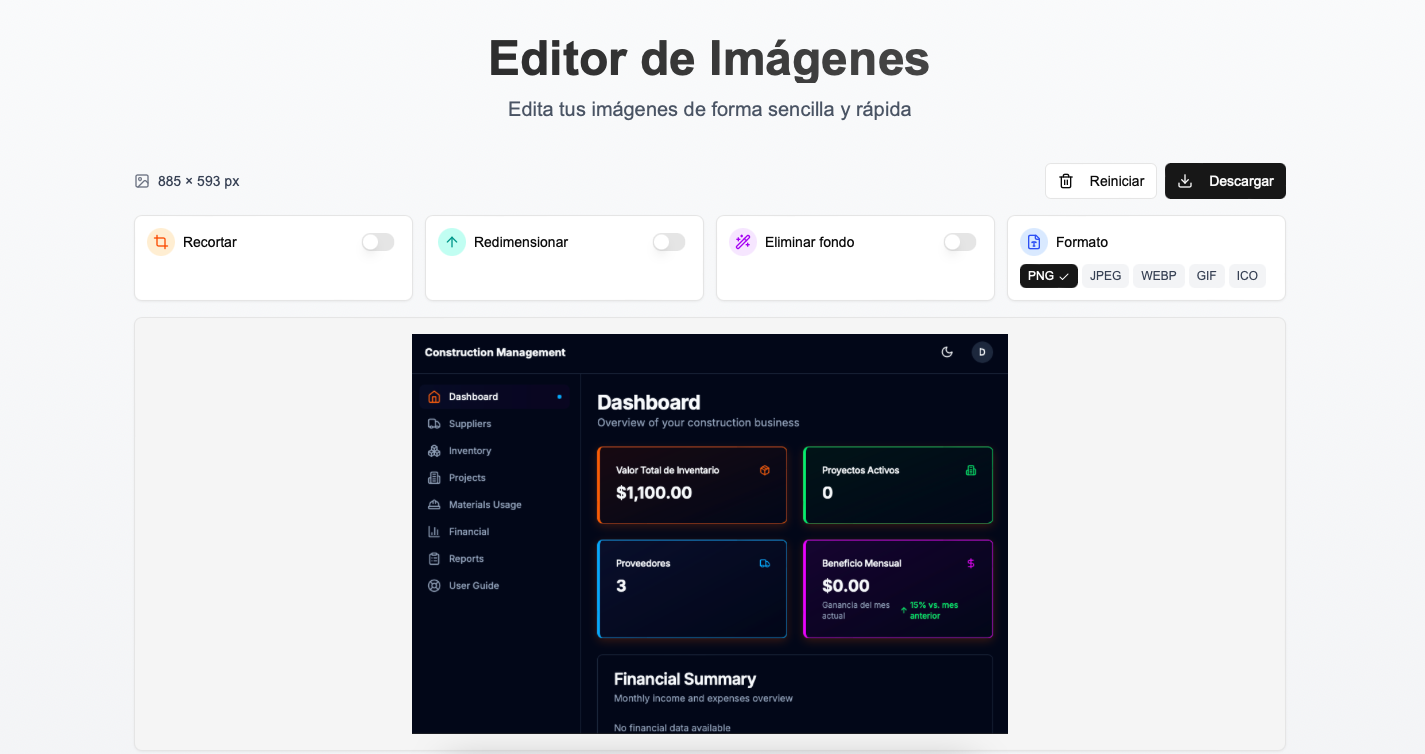 Editor de Imágenes
Edita tus imágenes de forma sencilla y rápida
885 × 593 px
Reiniciar
Descargar
Recortar
Redimensionar
Eliminar fondo
Formato
PNG
JPEG
WEBP
GIF
ICO
Construction Management
D
Dashboard
Suppliers
Inventory
Projects
Materials Usage
Financial
Reports
User Guide
Dashboard
Overview of your construction business
Valor Total de Inventario
$1,100.00
Proyectos Activos
0
Proveedores
3
Beneficio Mensual
$0.00
Ganancia del mes
actual
15% vs. mes
anterior
Financial Summary
Monthly income and expenses overview
No financial data available